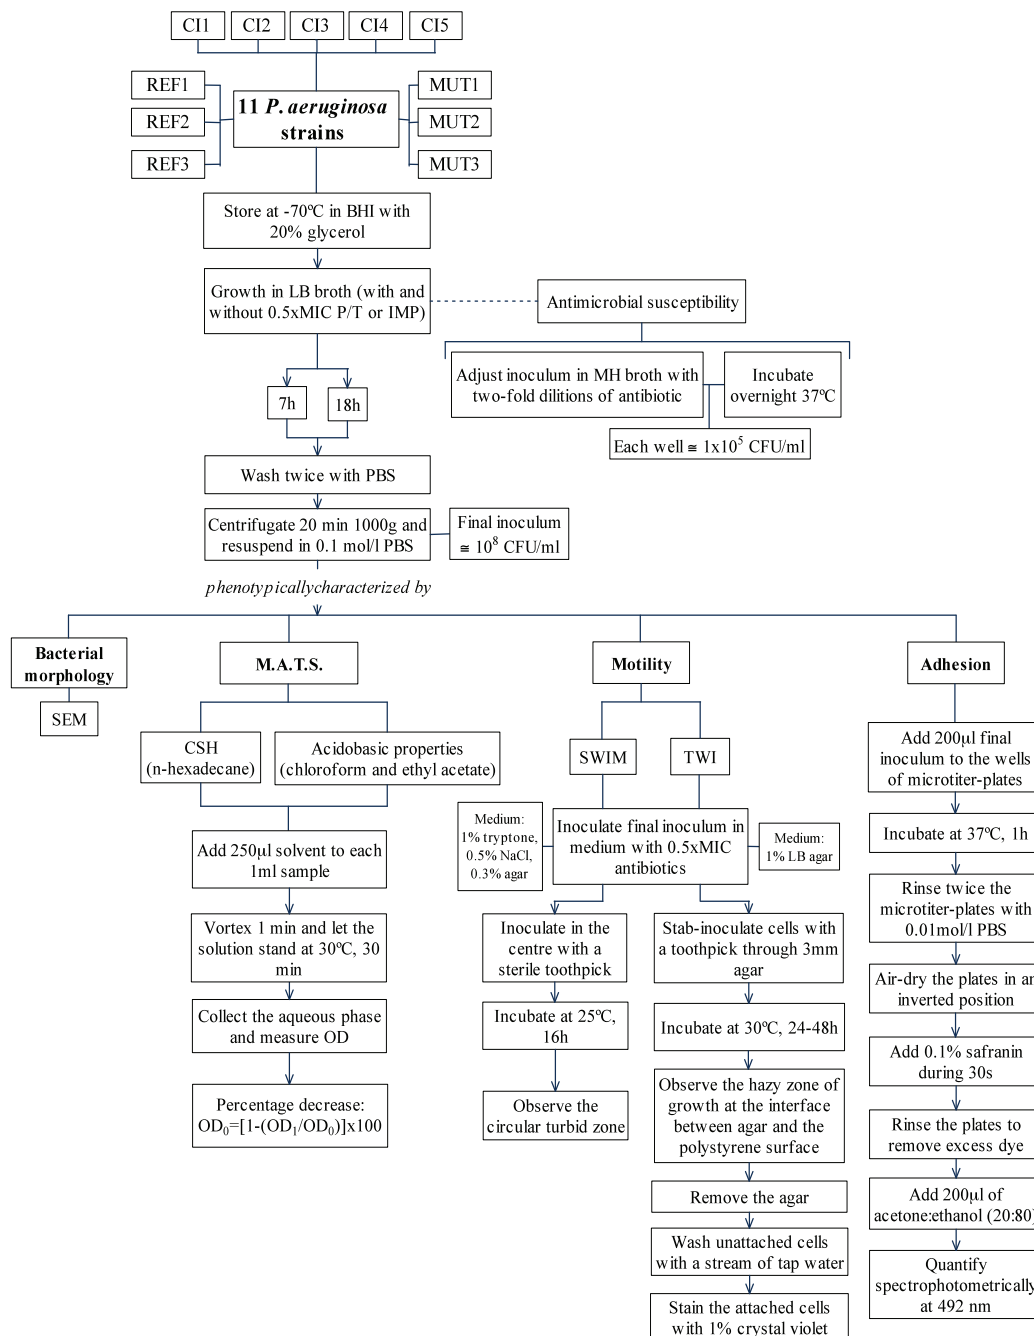 CI1
CI2
CI3
CI4
CI5
REF1
REF2
REF3
11 P. aeruginosa
strains
MUT1
MUT2
MUT3
Store at -70ºC in BHI with
20% glycerol
Growth in LB broth (with and
without 0.5xMIC P/T or IMP)
Antimicrobial susceptibility
Adjust inoculum in MH broth with
two-fold dilitions of antibiotic
Incubate
overnight 37ºC
Each well ≅ 1x10⁵ CFU/ml
7h
18h
Wash twice with PBS
Centrifugate 20 min 1000g and
resuspend in 0.1 mol/l PBS
Final inoculum
≅ 10⁸ CFU/ml
phenotypicallycharacterized by
Bacterial
morphology
SEM
M.A.T.S.
CSH
(n-hexadecane)
Acidobasic properties
(chloroform and ethyl acetate)
Add 250µl solvent to each
1ml sample
Vortex 1 min and let the
solution stand at 30ºC, 30
min
Collect the aqueous phase
and measure OD
Percentage decrease:
OD₀=[1-(OD₁/OD₀)]x100
Motility
SWIM
TWI
Medium:
1% tryptone,
0.5% NaCl,
0.3% agar
Inoculate final inoculum in
medium with 0.5xMIC
antibiotics
Medium:
1% LB agar
Inoculate in the
centre with a
sterile toothpick
Incubate at 25ºC,
16h
Observe the
circular turbid zone
Stab-inoculate cells with
a toothpick through 3mm
agar
Incubate at 30ºC, 24-48h
Observe the hazy zone of
growth at the interface
between agar and the
polystyrene surface
Remove the agar
Wash unattached cells
with a stream of tap water
Stain the attached cells
with 1% crystal violet
Adhesion
Add 200µl final
inoculum to the wells
of microtiter-plates
Incubate at 37ºC, 1h
Rinse twice the
microtiter-plates with
0.01mol/l PBS
Air-dry the plates in an
inverted position
Add 0.1% safranin
during 30s
Rinse the plates to
remove excess dye
Add 200µl of
acetone:ethanol (20:80)
Quantify
spectrophotometrically
at 492 nm